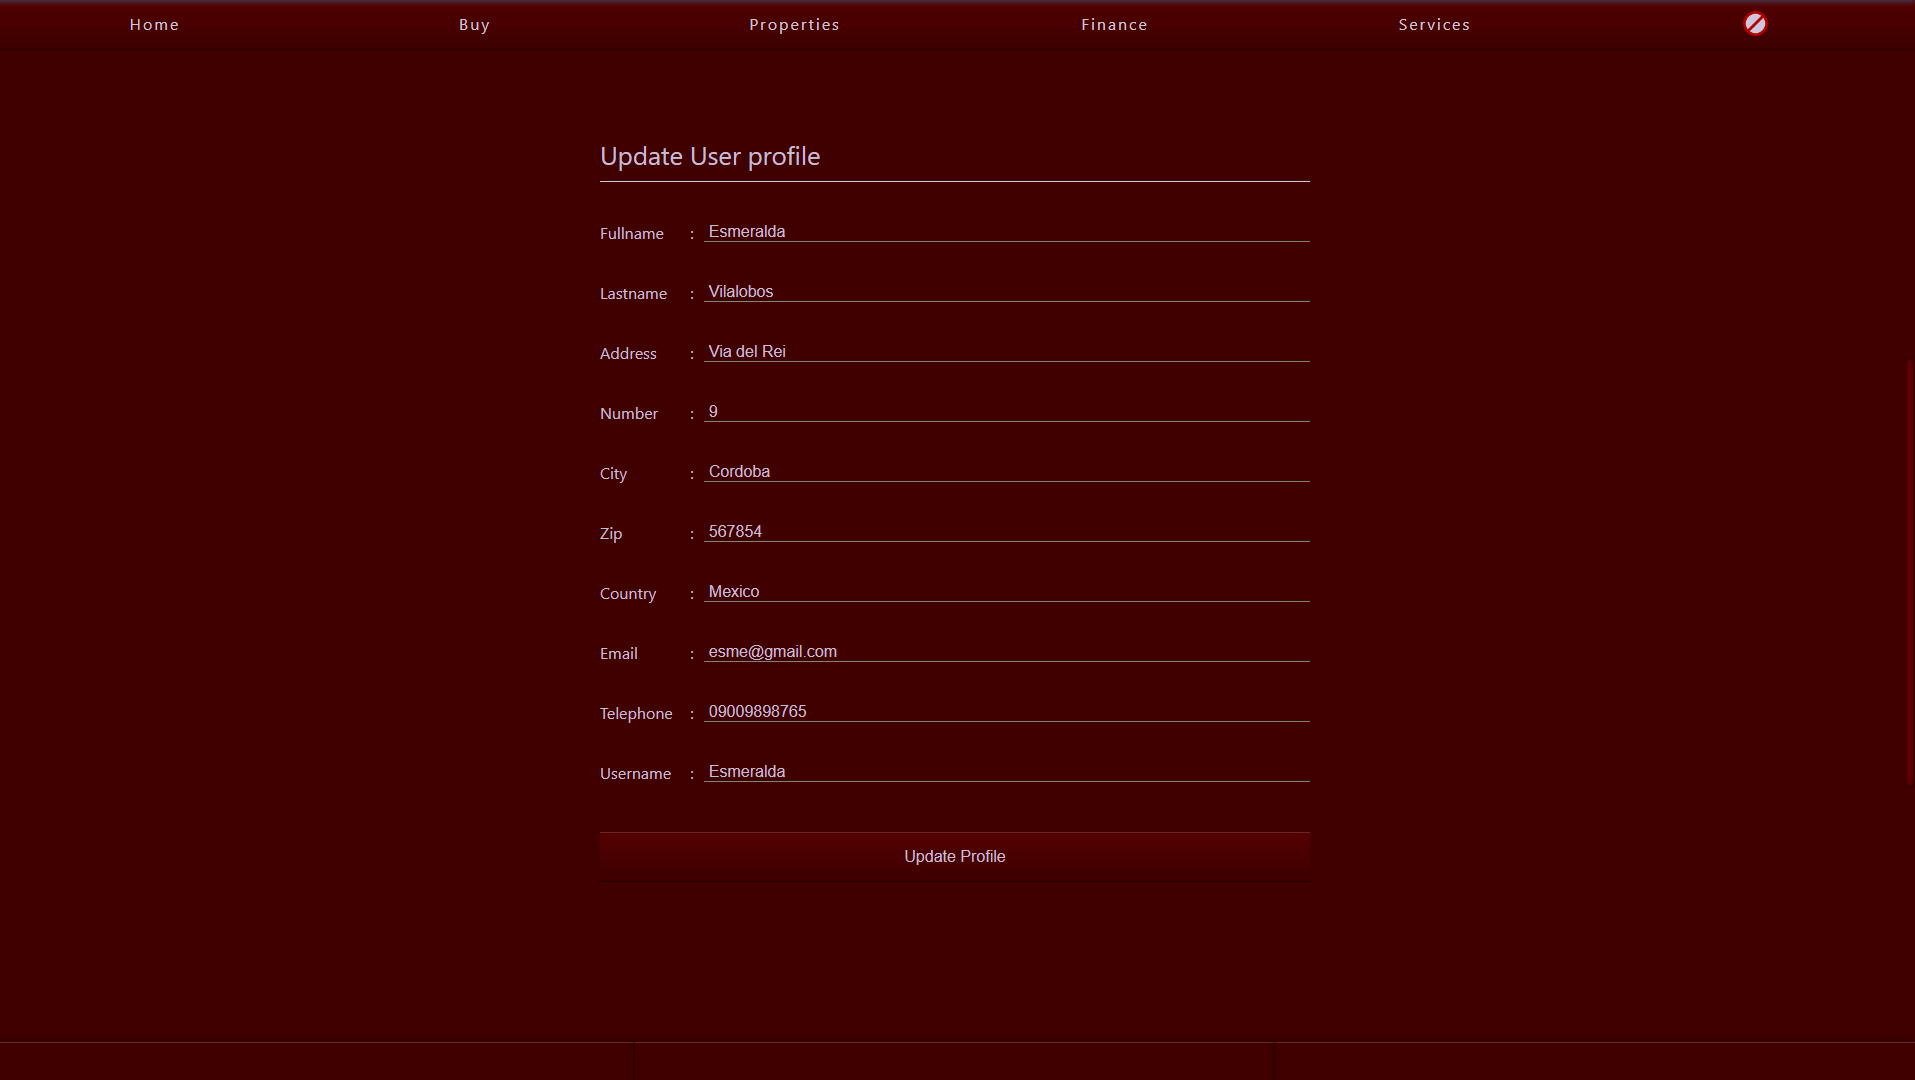 Home Buy Properties Finance Services
Update User profile
Fullname : Esmeralda
Lastname : Vilalobos
Address : Via del Rei
Number : 9
City : Cordoba
Zip : 567854
Country : Mexico
Email : esme@gmail.com
Telephone : 09009898765
Username : Esmeralda
Update Profile